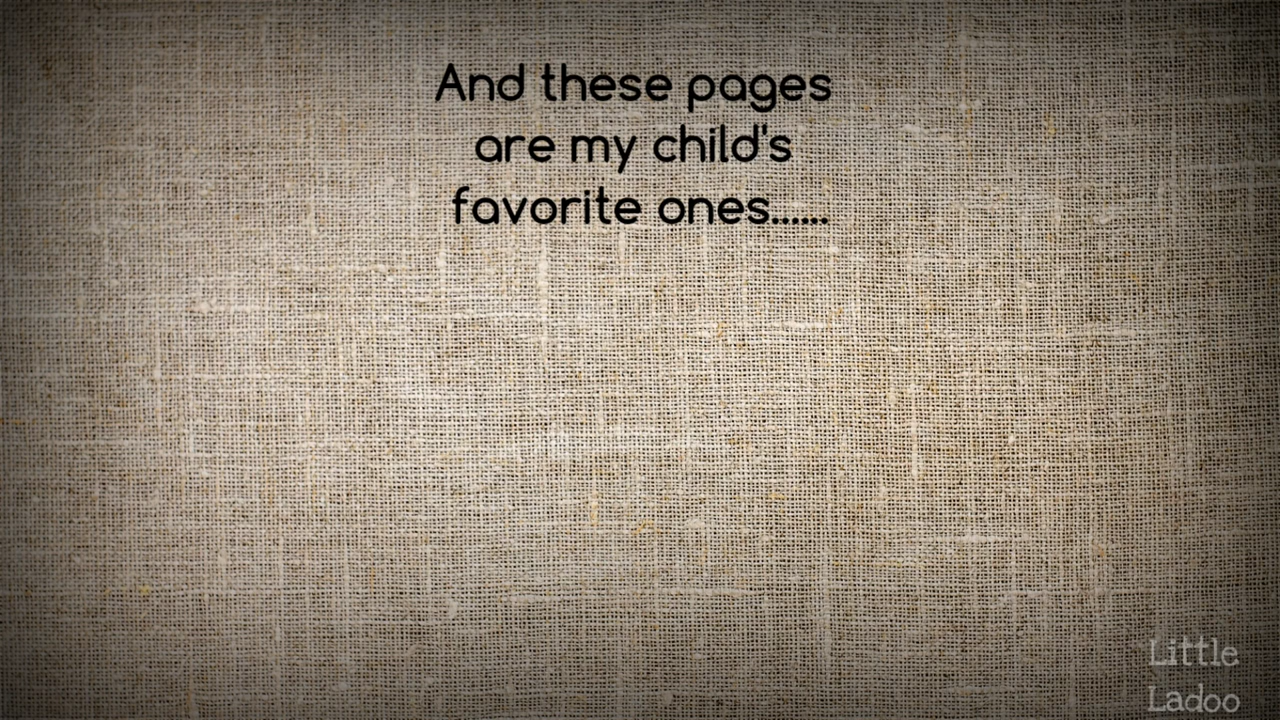 And these pages
are my child's
favorite ones.......
Little
Ladoo